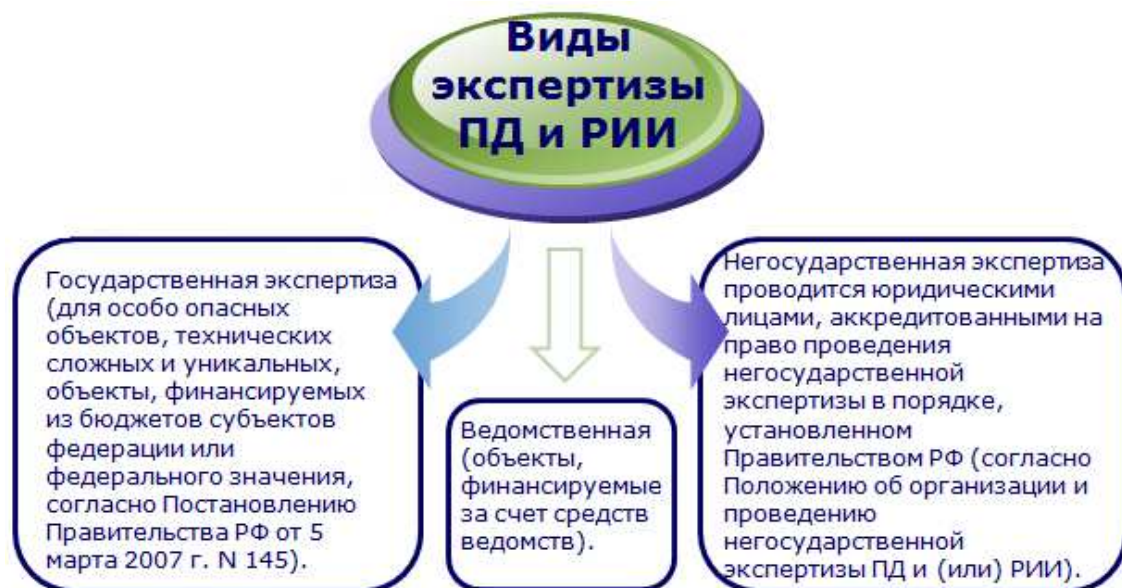 Виды
экспертизы
ПД и РИИ
Государственная экспертиза
(для особо опасных
объектов, технических
сложных и уникальных,
объекты, финансируемых
из бюджетов субъектов
федерации или
федерального значения,
согласно Постановлению
Правительства РФ от 5
марта 2007 г. N 145).
Ведомственная
(объекты,
финансируемые
за счет средств
ведомств).
Негосударственная экспертиза
проводится юридическими
лицами, аккредитованными на
право проведения
негосударственной
экспертизы в порядке,
установленном
Правительством РФ (согласно
Положению об организации и
проведению
негосударственной
экспертизы ПД и (или) РИИ).